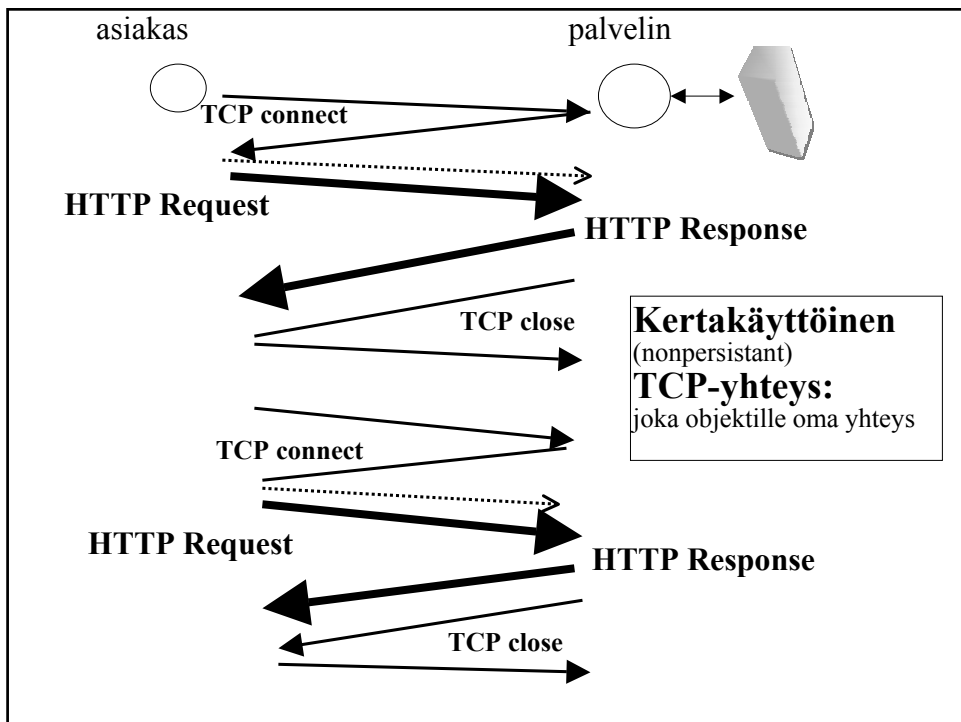 asiakas
palvelin
TCP connect
HTTP Request
HTTP Response
TCP close
Kertakäyttöinen
(nonpersistant)
TCP-yhteys:
joka objektille oma yhteys
TCP connect
HTTP Request
HTTP Response
TCP close